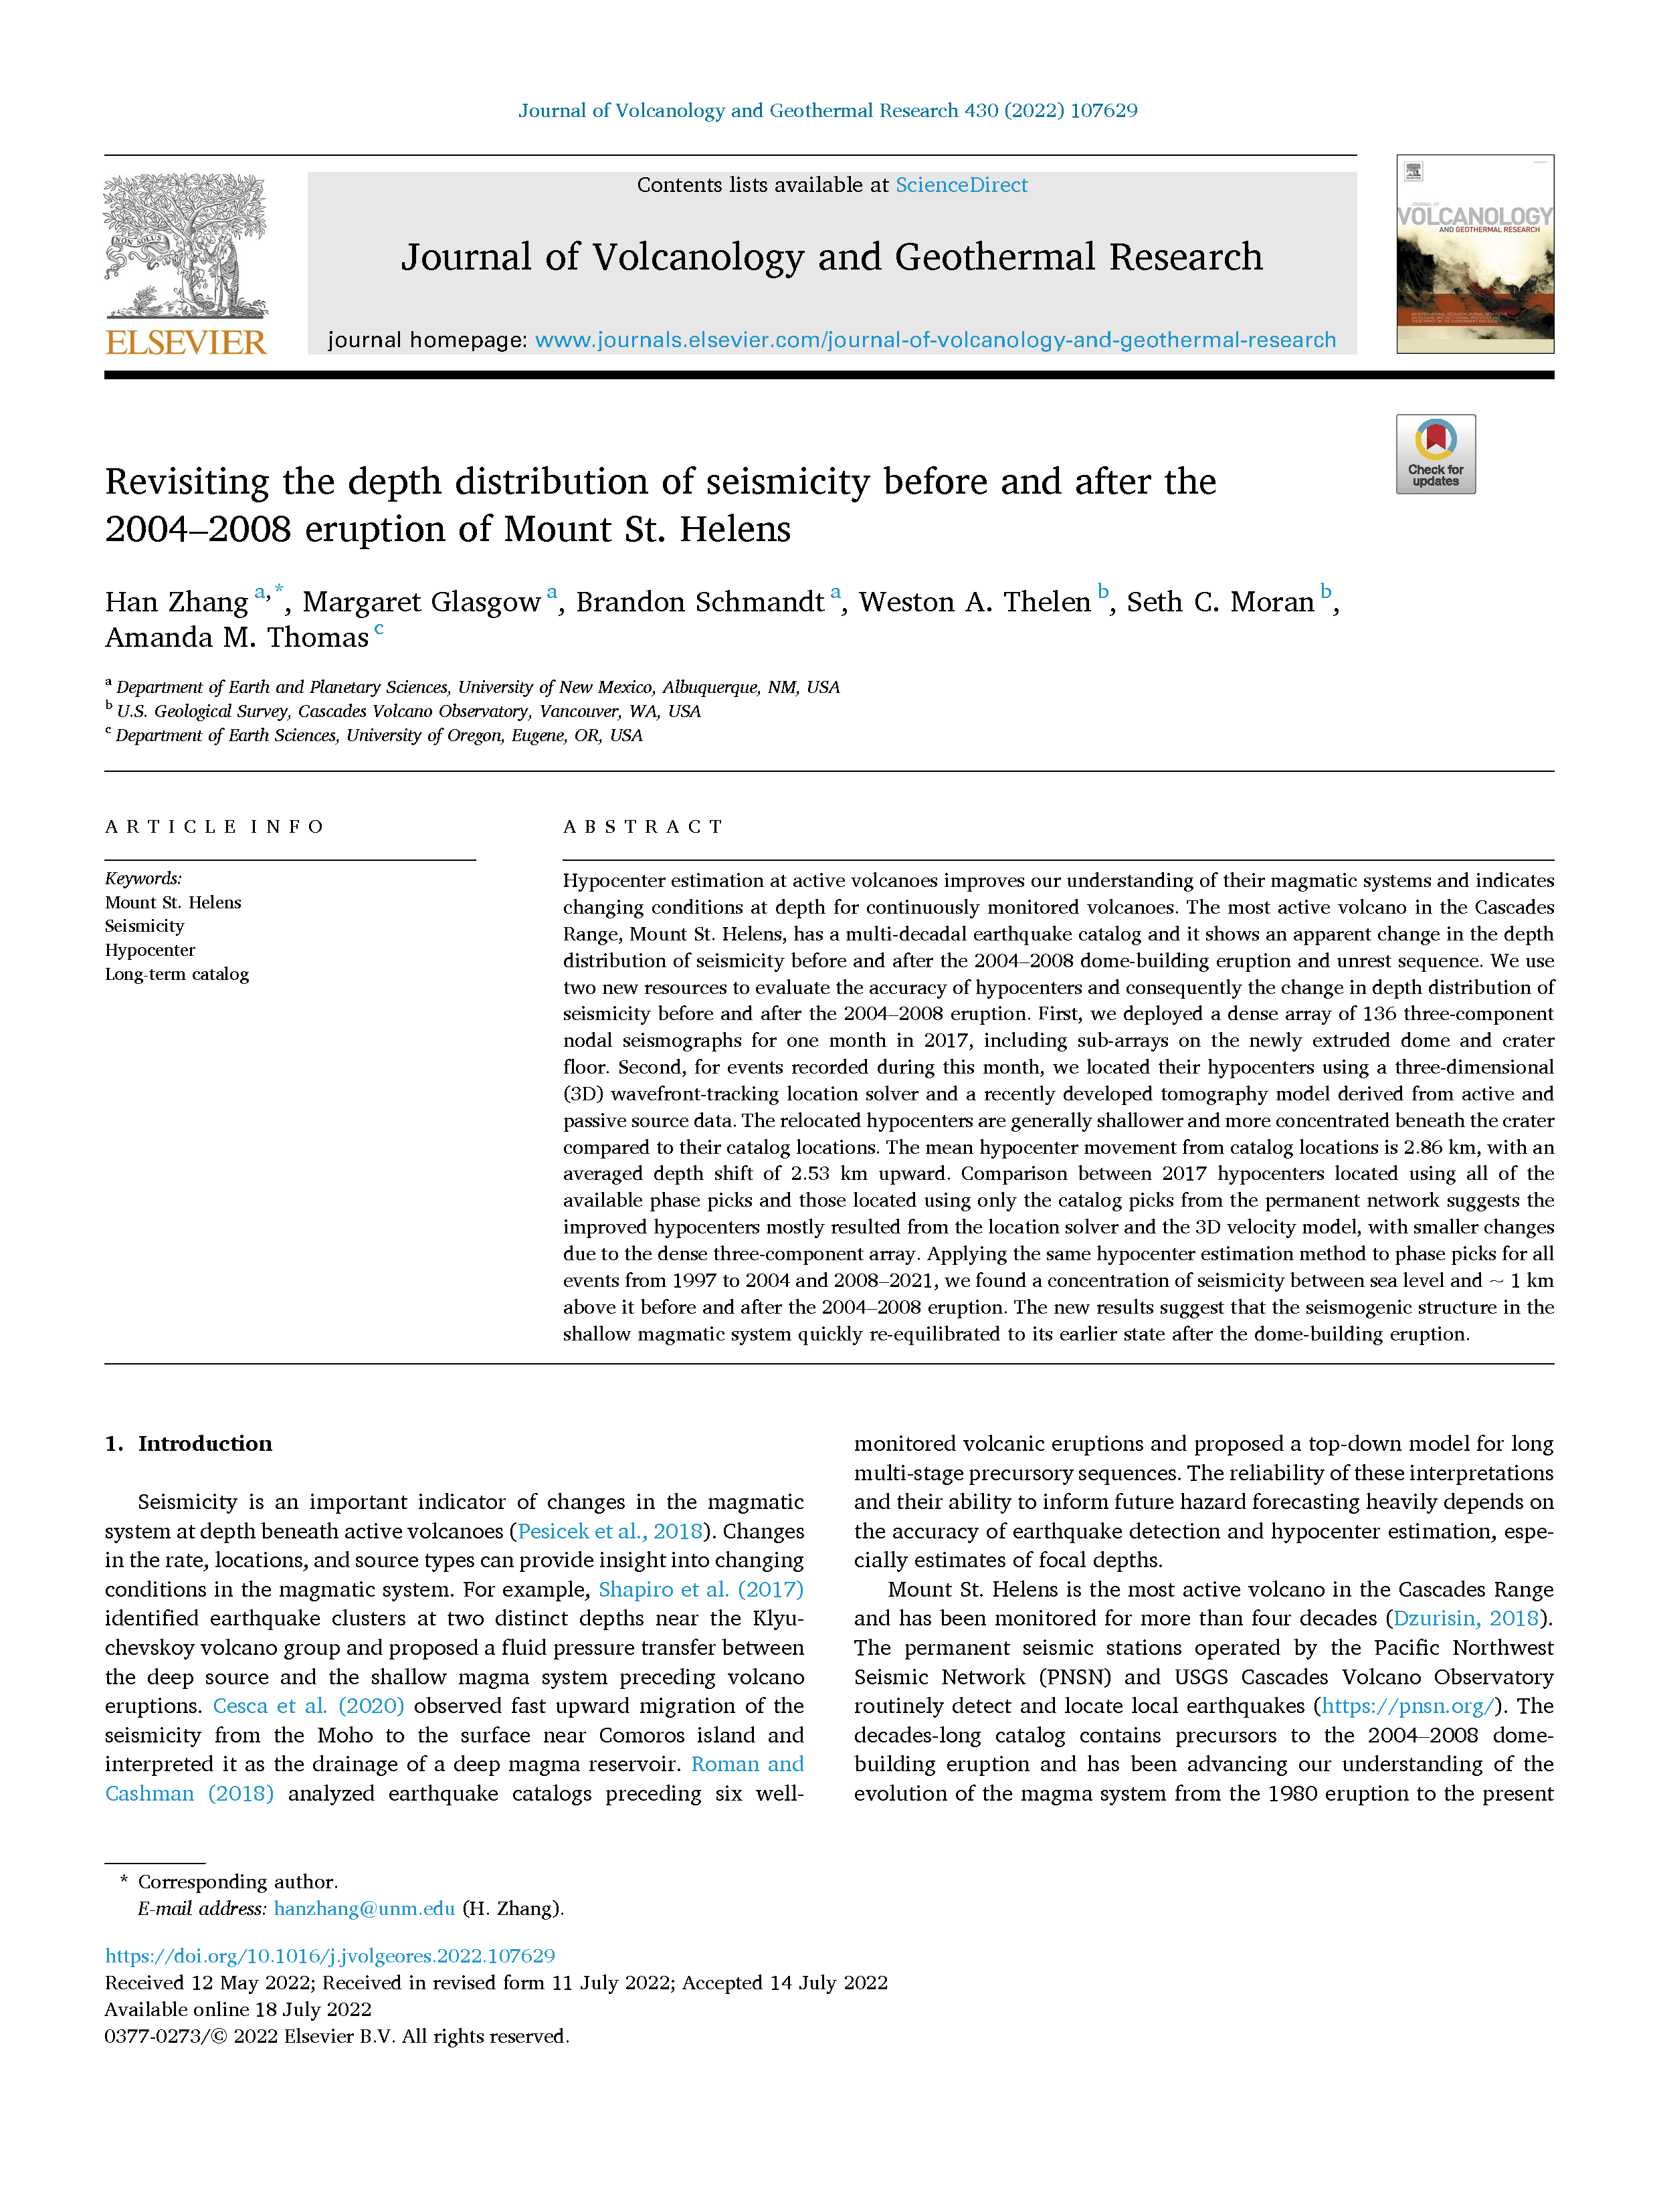 Journal of Volcanology and Geothermal Research 430 (2022) 107629
Contents lists available at ScienceDirect
Journal of Volcanology and Geothermal Research
journal homepage: www.journals.elsevier.com/journal-of-volcanology-and-geothermal-research
NON SOLUS
ELSEVIER
JOURNAL OF
VOLCANOLOGY
AND GEOTHERMAL RESEARCH
Check for
updates
Revisiting the depth distribution of seismicity before and after the
2004–2008 eruption of Mount St. Helens
Han Zhang a,*, Margaret Glasgow a, Brandon Schmandt a, Weston A. Thelen b, Seth C. Moran b,
Amanda M. Thomas c
a Department of Earth and Planetary Sciences, University of New Mexico, Albuquerque, NM, USA
b U.S. Geological Survey, Cascades Volcano Observatory, Vancouver, WA, USA
c Department of Earth Sciences, University of Oregon, Eugene, OR, USA
ARTICLE INFO
Keywords:
Mount St. Helens
Seismicity
Hypocenter
Long-term catalog
ABSTRACT
Hypocenter estimation at active volcanoes improves our understanding of their magmatic systems and indicates
changing conditions at depth for continuously monitored volcanoes. The most active volcano in the Cascades
Range, Mount St. Helens, has a multi-decadal earthquake catalog and it shows an apparent change in the depth
distribution of seismicity before and after the 2004–2008 dome-building eruption and unrest sequence. We use
two new resources to evaluate the accuracy of hypocenters and consequently the change in depth distribution of
seismicity before and after the 2004–2008 eruption. First, we deployed a dense array of 136 three-component
nodal seismographs for one month in 2017, including sub-arrays on the newly extruded dome and crater
floor. Second, for events recorded during this month, we located their hypocenters using a three-dimensional
(3D) wavefront-tracking location solver and a recently developed tomography model derived from active and
passive source data. The relocated hypocenters are generally shallower and more concentrated beneath the crater
compared to their catalog locations. The mean hypocenter movement from catalog locations is 2.86 km, with an
averaged depth shift of 2.53 km upward. Comparison between 2017 hypocenters located using all of the
available phase picks and those located using only the catalog picks from the permanent network suggests the
improved hypocenters mostly resulted from the location solver and the 3D velocity model, with smaller changes
due to the dense three-component array. Applying the same hypocenter estimation method to phase picks for all
events from 1997 to 2004 and 2008–2021, we found a concentration of seismicity between sea level and ~ 1 km
above it before and after the 2004–2008 eruption. The new results suggest that the seismogenic structure in the
shallow magmatic system quickly re-equilibrated to its earlier state after the dome-building eruption.
1. Introduction
Seismicity is an important indicator of changes in the magmatic
system at depth beneath active volcanoes (Pesicek et al., 2018). Changes
in the rate, locations, and source types can provide insight into changing
conditions in the magmatic system. For example, Shapiro et al. (2017)
identified earthquake clusters at two distinct depths near the Klyu-
chevskoy volcano group and proposed a fluid pressure transfer between
the deep source and the shallow magma system preceding volcano
eruptions. Cesca et al. (2020) observed fast upward migration of the
seismicity from the Moho to the surface near Comoros island and
interpreted it as the drainage of a deep magma reservoir. Roman and
Cashman (2018) analyzed earthquake catalogs preceding six well-
monitored volcanic eruptions and proposed a top-down model for long
multi-stage precursory sequences. The reliability of these interpretations
and their ability to inform future hazard forecasting heavily depends on
the accuracy of earthquake detection and hypocenter estimation, espe-
cially estimates of focal depths.
Mount St. Helens is the most active volcano in the Cascades Range
and has been monitored for more than four decades (Dzurisin, 2018).
The permanent seismic stations operated by the Pacific Northwest
Seismic Network (PNSN) and USGS Cascades Volcano Observatory
routinely detect and locate local earthquakes (https://pnsn.org/). The
decades-long catalog contains precursors to the 2004–2008 dome-
building eruption and has been advancing our understanding of the
evolution of the magma system from the 1980 eruption to the present
* Corresponding author.
E-mail address: hanzhang@unm.edu (H. Zhang).
https://doi.org/10.1016/j.jvolgeores.2022.107629
Received 12 May 2022; Received in revised form 11 July 2022; Accepted 14 July 2022
Available online 18 July 2022
0377-0273/© 2022 Elsevier B.V. All rights reserved.